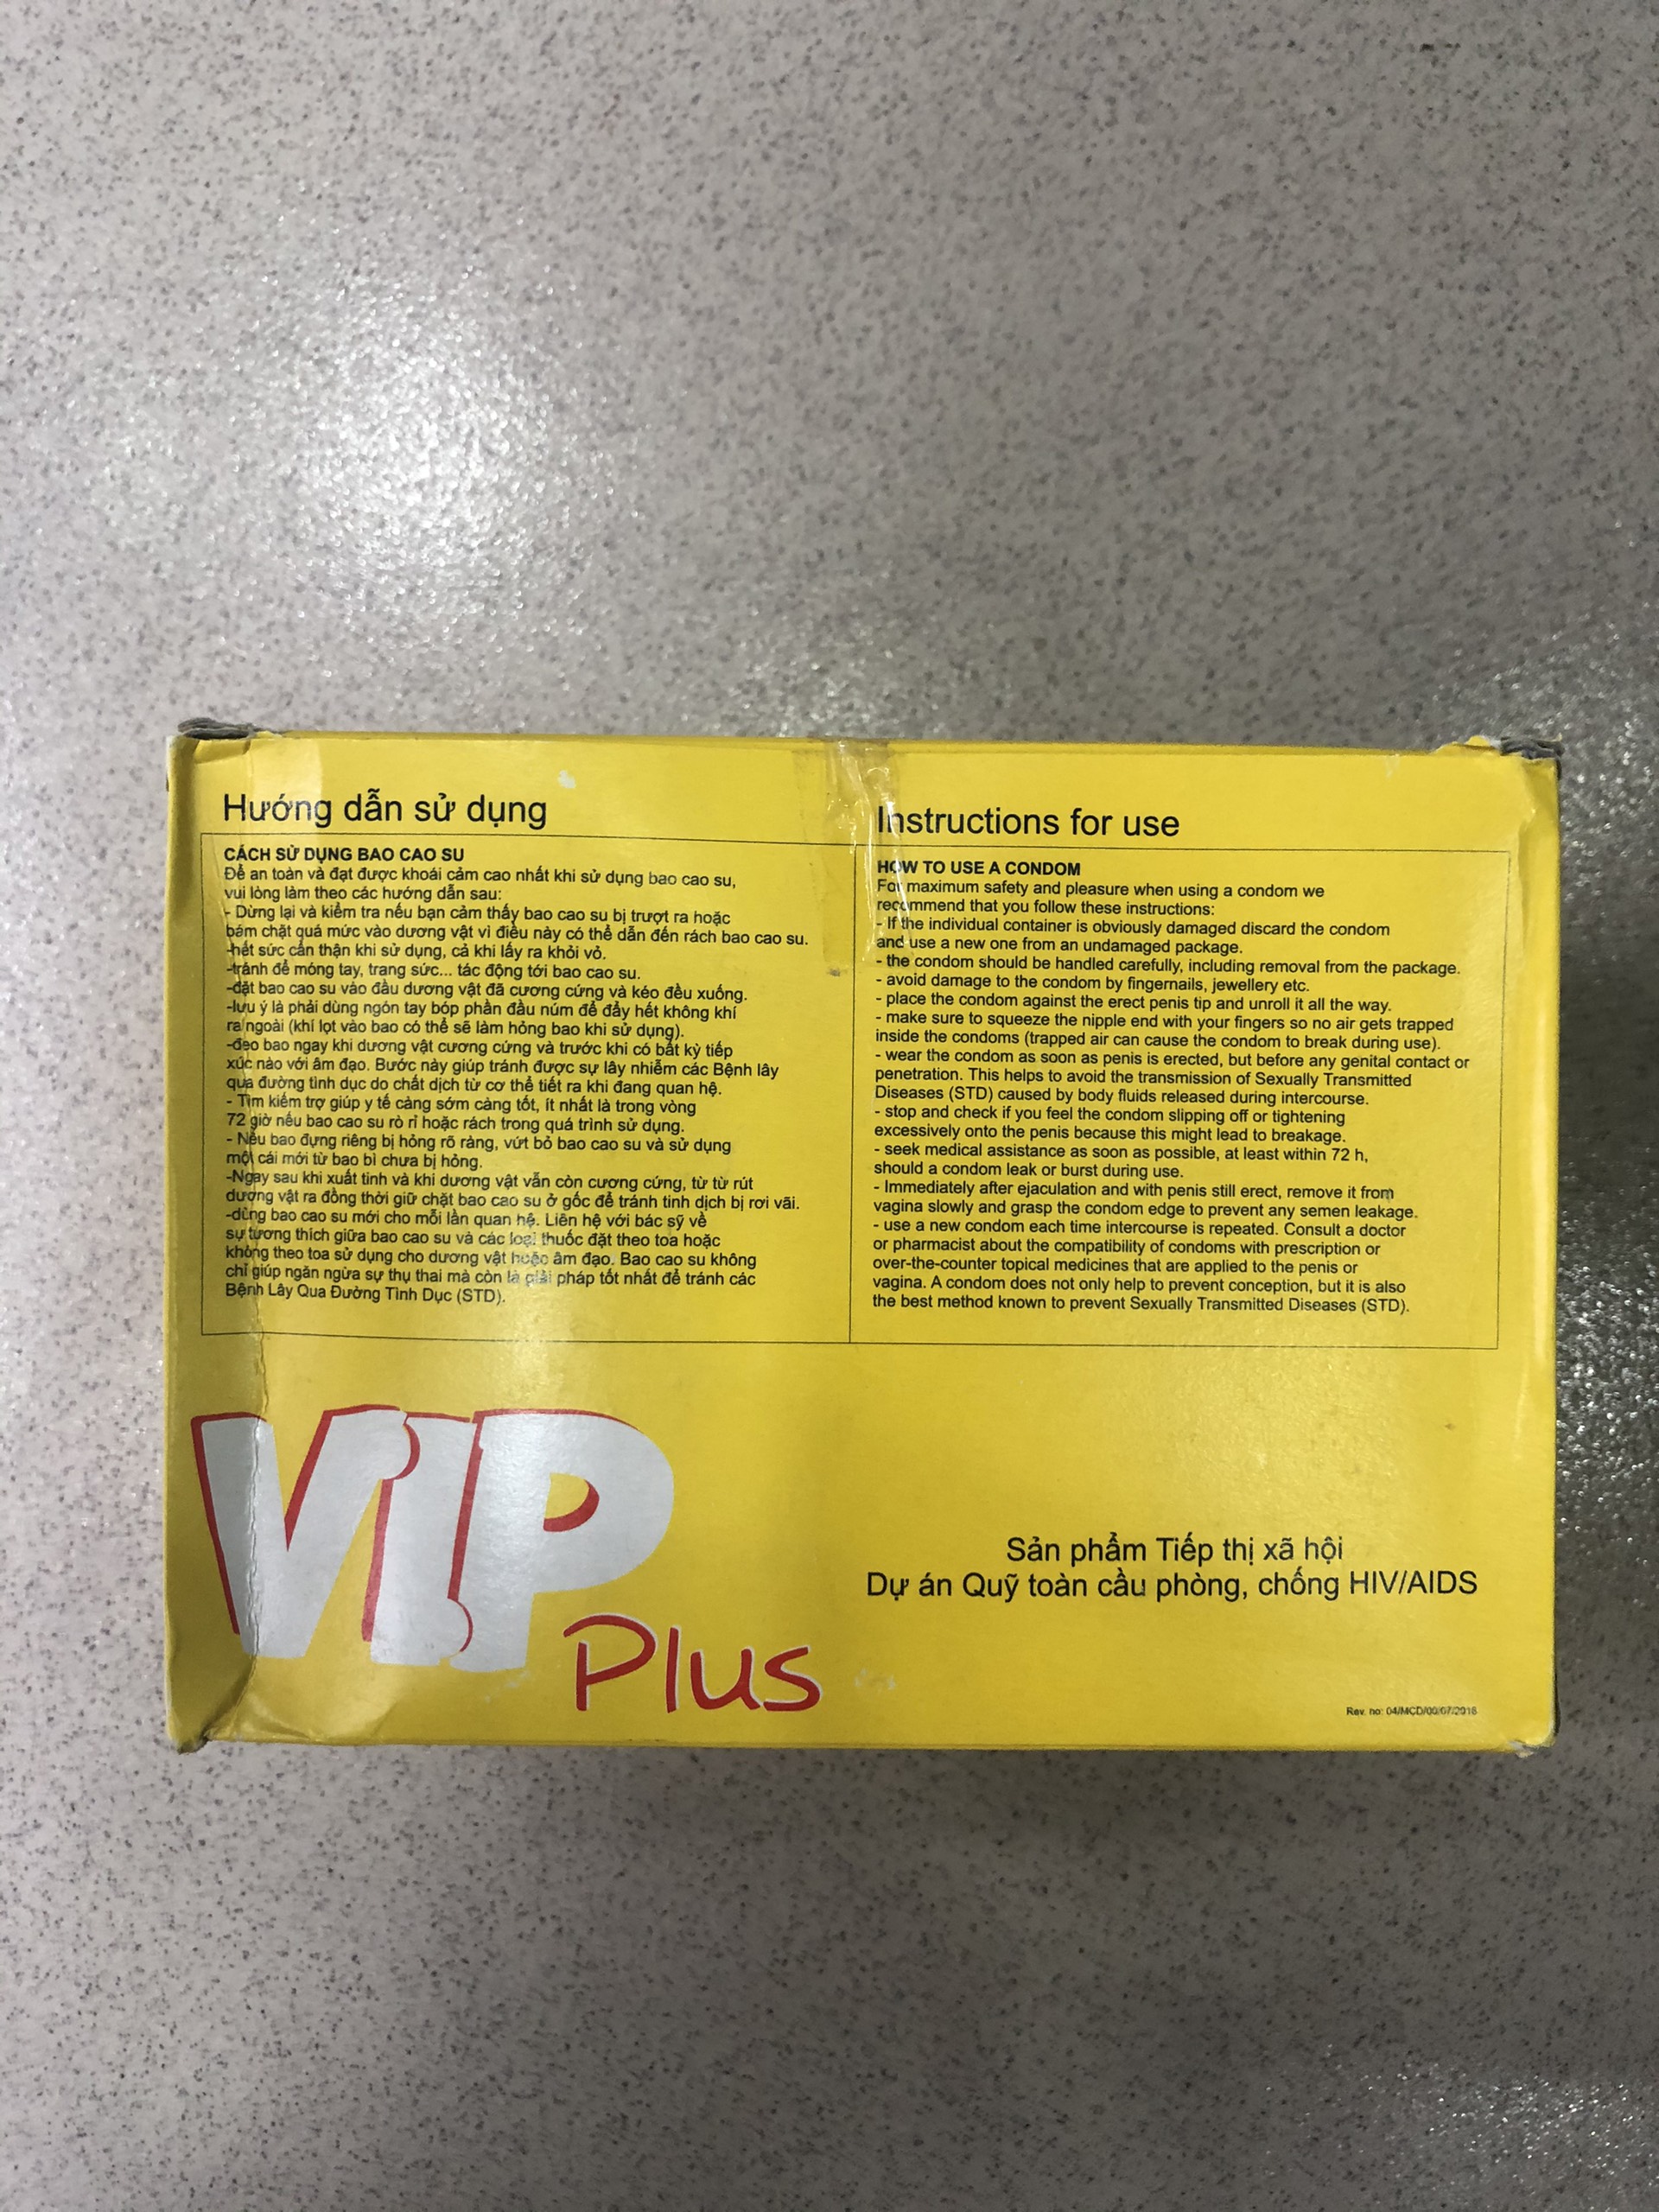 Hướng dẫn sử dụng
CÁCH SỬ DỤNG BAO CAO SU
Để an toàn và đạt được khoái cảm cao nhất khi sử dụng bao cao su,
vui lòng làm theo các hướng dẫn sau:
- Dừng lại và kiểm tra nếu bạn cảm thấy bao cao su bị trượt ra hoặc
bám chặt quá mức vào dương vật vì điều này có thể dẫn đến rách bao cao su.
-hết sức cẩn thận khi sử dụng, cả khi lấy ra khỏi vỏ.
-tránh để móng tay, trang sức... tác động tới bao cao su.
-đặt bao cao su vào đầu dương vật đã cương cứng và kéo đều xuống.
-lưu ý là phải dùng ngón tay bóp phần đầu núm để đẩy hết không khí
ra ngoài (khí lọt vào bao có thể sẽ làm hỏng bao khi sử dụng).
-đeo bao ngay khi dương vật cương cứng và trước khi có bất kỳ tiếp
xúc nào với âm đạo. Bước này giúp tránh được sự lây nhiễm các Bệnh lây
qua đường tình dục do chất dịch từ cơ thể tiết ra khi đang quan hệ.
- Tìm kiếm trợ giúp y tế càng sớm càng tốt, ít nhất là trong vòng
72 giờ nếu bao cao su rò rỉ hoặc rách trong quá trình sử dụng.
- Nếu bao đựng riêng bị hỏng rõ ràng, vứt bỏ bao cao su và sử dụng
một cái mới từ bao bì chưa bị hỏng.
-Ngay sau khi xuất tinh và khi dương vật vẫn còn cương cứng, từ từ rút
dương vật ra đồng thời giữ chặt bao cao su ở gốc để tránh tinh dịch bị rơi vãi.
-dùng bao cao su mới cho mỗi lần quan hệ. Liên hệ với bác sỹ về
sự tương thích giữa bao cao su và các loại thuốc đặt theo toa hoặc
không theo toa sử dụng cho dương vật hoặc âm đạo. Bao cao su không
chỉ giúp ngăn ngừa sự thụ thai mà còn là giải pháp tốt nhất để tránh các
Bệnh Lây Qua Đường Tình Dục (STD).
Instructions for use
HOW TO USE A CONDOM
For maximum safety and pleasure when using a condom we
recommend that you follow these instructions:
- If the individual container is obviously damaged discard the condom
and use a new one from an undamaged package.
- the condom should be handled carefully, including removal from the package.
- avoid damage to the condom by fingernails, jewellery etc.
- place the condom against the erect penis tip and unroll it all the way.
- make sure to squeeze the nipple end with your fingers so no air gets trapped
inside the condoms (trapped air can cause the condom to break during use).
- wear the condom as soon as penis is erected, but before any genital contact or
penetration. This helps to avoid the transmission of Sexually Transmitted
Diseases (STD) caused by body fluids released during intercourse.
- stop and check if you feel the condom slipping off or tightening
excessively onto the penis because this might lead to breakage.
- seek medical assistance as soon as possible, at least within 72 h,
should a condom leak or burst during use.
- Immediately after ejaculation and with penis still erect, remove it from
vagina slowly and grasp the condom edge to prevent any semen leakage.
- use a new condom each time intercourse is repeated. Consult a doctor
or pharmacist about the compatibility of condoms with prescription or
over-the-counter topical medicines that are applied to the penis or
vagina. A condom does not only help to prevent conception, but it is also
the best method known to prevent Sexually Transmitted Diseases (STD).
VIP
Plus
Sản phẩm Tiếp thị xã hội
Dự án Quỹ toàn cầu phòng, chống HIV/AIDS
Rev. no: 04/MCD/00/07/2018